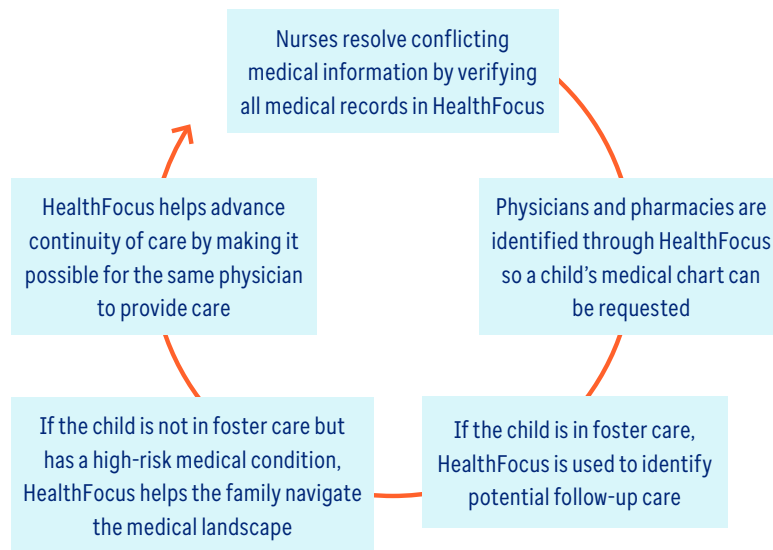 Nurses resolve conflicting
medical information by verifying
all medical records in HealthFocus
Physicians and pharmacies are
identified through HealthFocus
so a child’s medical chart can
be requested
If the child is in foster care,
HealthFocus is used to identify
potential follow-up care
If the child is not in foster care but
has a high-risk medical condition,
HealthFocus helps the family navigate
the medical landscape
HealthFocus helps advance
continuity of care by making it
possible for the same physician
to provide care